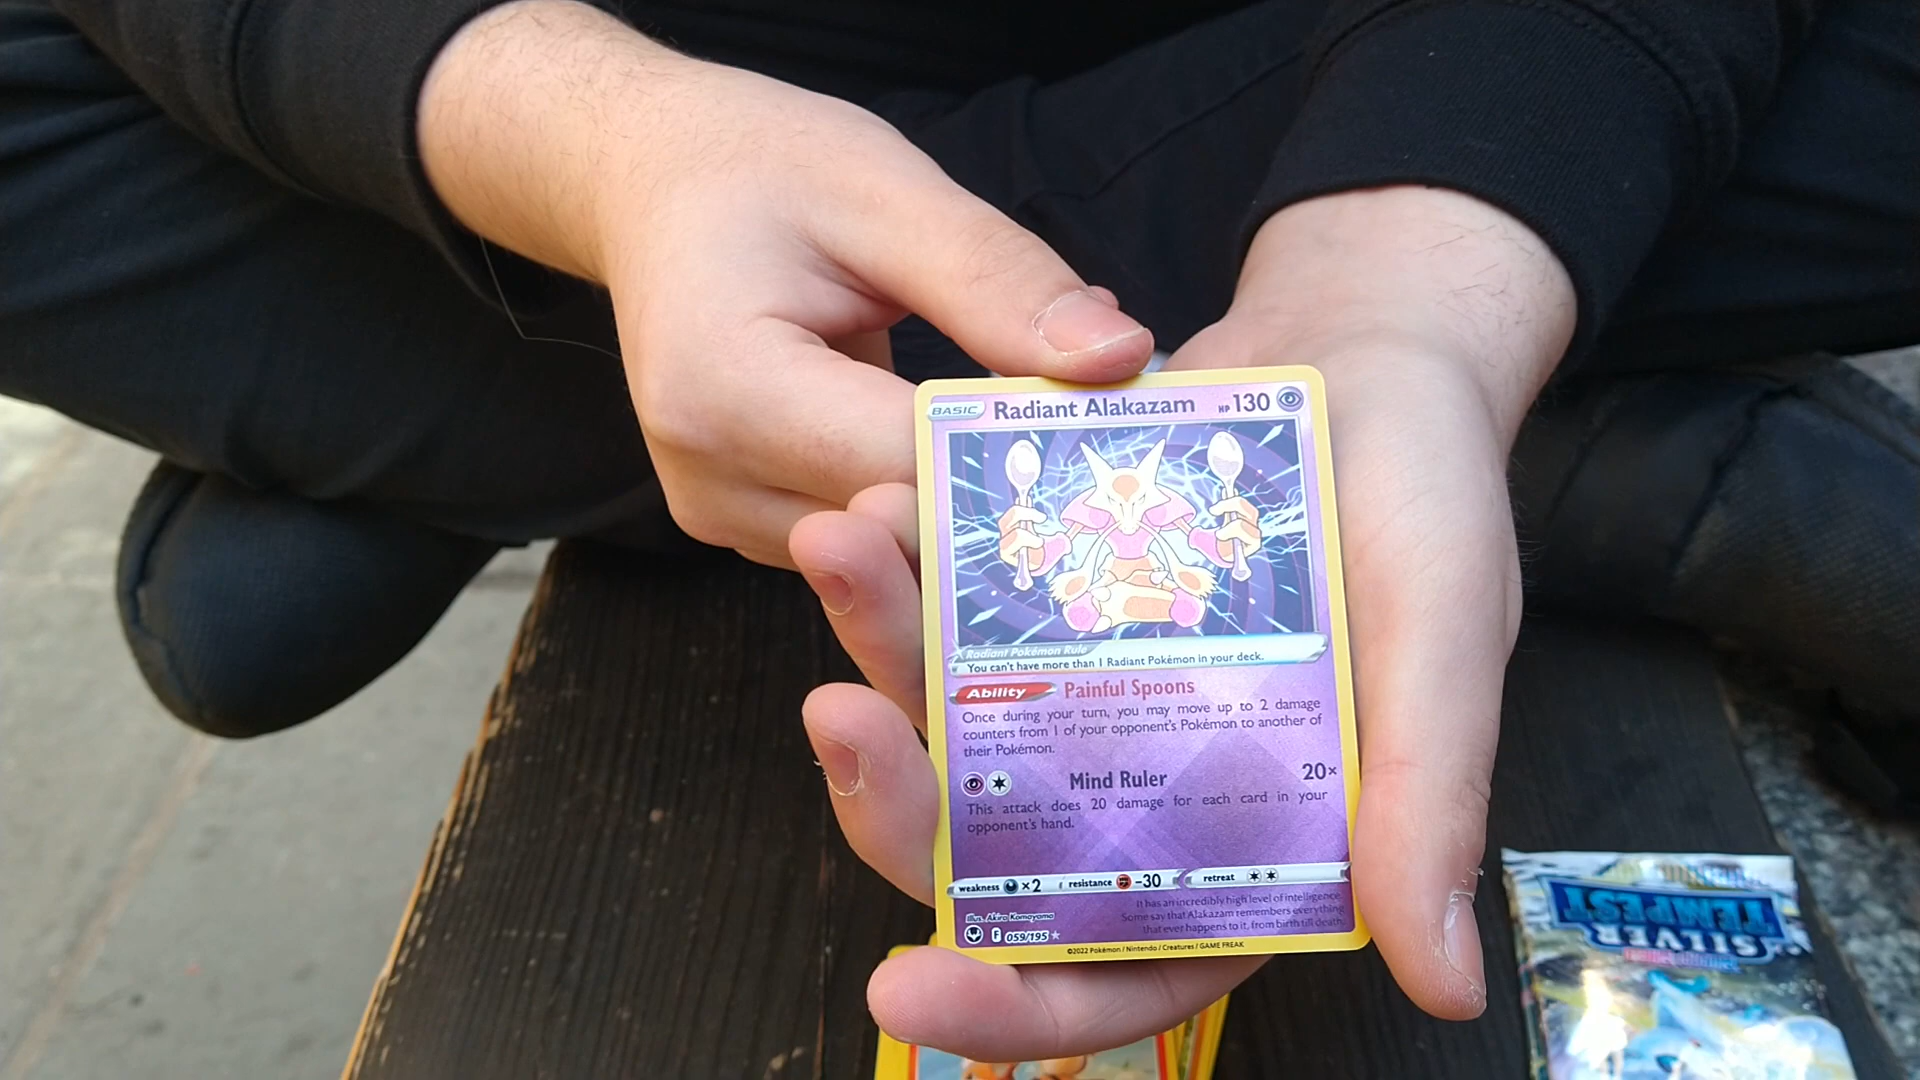 BASIC Radiant Alakazam HP 130
Radiant Pokémon Rule
You can't have more than 1 Radiant Pokémon in your deck.
Ability Painful Spoons
Once during your turn, you may move up to 2 damage
counters from 1 of your opponent's Pokémon to another of
their Pokémon.
Mind Ruler 20×
This attack does 20 damage for each card in your
opponent's hand.
weakness ×2 resistance -30 retreat
It has an incredibly high level of intelligence.
Some say that Alakazam remembers everything
that ever happens to it, from birth till death.
Illus. Akira Komayama
F 059/195
©2022 Pokémon / Nintendo / Creatures / GAME FREAK
SILVER
TEMPEST